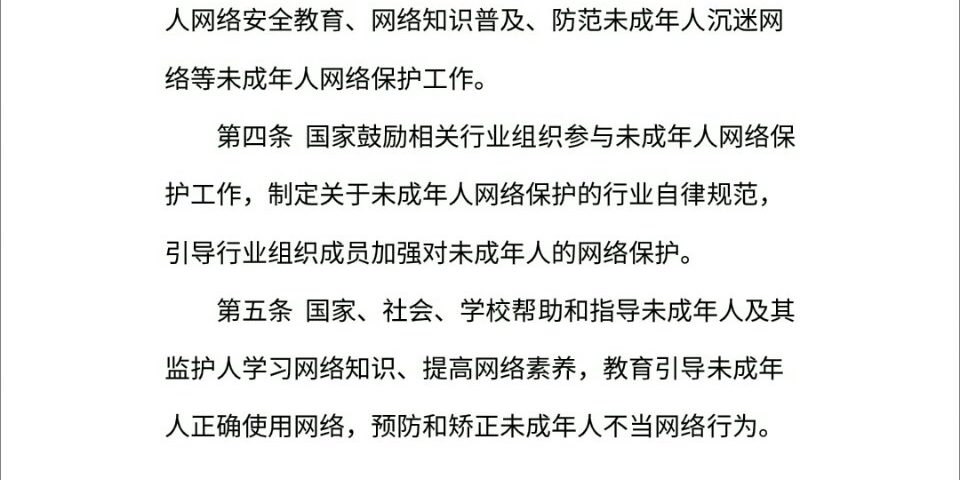 人网络安全教育、网络知识普及、防范未成年人沉迷网
络等未成年人网络保护工作。
第四条 国家鼓励相关行业组织参与未成年人网络保
护工作，制定关于未成年人网络保护的行业自律规范，
引导行业组织成员加强对未成年人的网络保护。
第五条 国家、社会、学校帮助和指导未成年人及其
监护人学习网络知识、提高网络素养，教育引导未成年
人正确使用网络，预防和矫正未成年人不当网络行为。